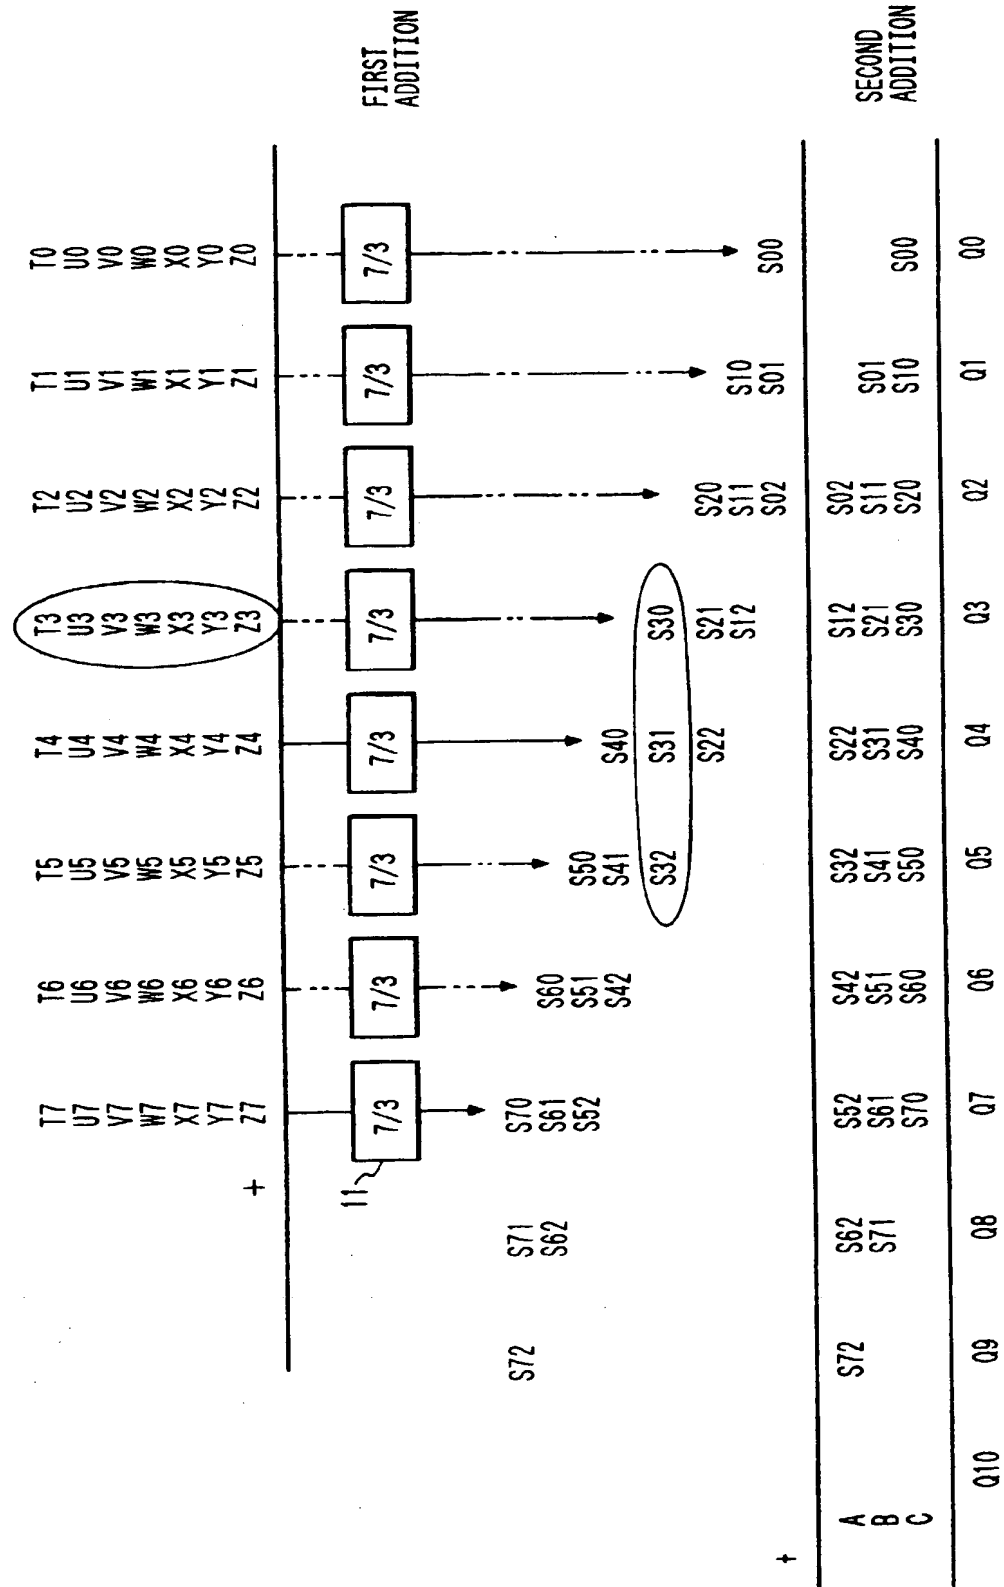 T7 T6 T5 T4 T3 T2 T1 T0
U7 U6 U5 U4 U3 U2 U1 U0
V7 V6 V5 V4 V3 V2 V1 V0
W7 W6 W5 W4 W3 W2 W1 W0
X7 X6 X5 X4 X3 X2 X1 X0
Y7 Y6 Y5 Y4 Y3 Y2 Y1 Y0
+ Z7 Z6 Z5 Z4 Z3 Z2 Z1 Z0
11
7/3 7/3 7/3 7/3 7/3 7/3 7/3 7/3
FIRST
ADDITION
S72 S71 S70
S62 S61 S60
S52 S51 S50
S42 S41 S40
S32 S31 S30
S22 S21 S20
S12 S11 S10
+ S02 S01 S00
A S72 S62 S52 S42 S32 S22 S12 S02
B S71 S61 S51 S41 S31 S21 S11 S01
C S70 S60 S50 S40 S30 S20 S10 S00
SECOND
ADDITION
Q10 Q9 Q8 Q7 Q6 Q5 Q4 Q3 Q2 Q1 Q0